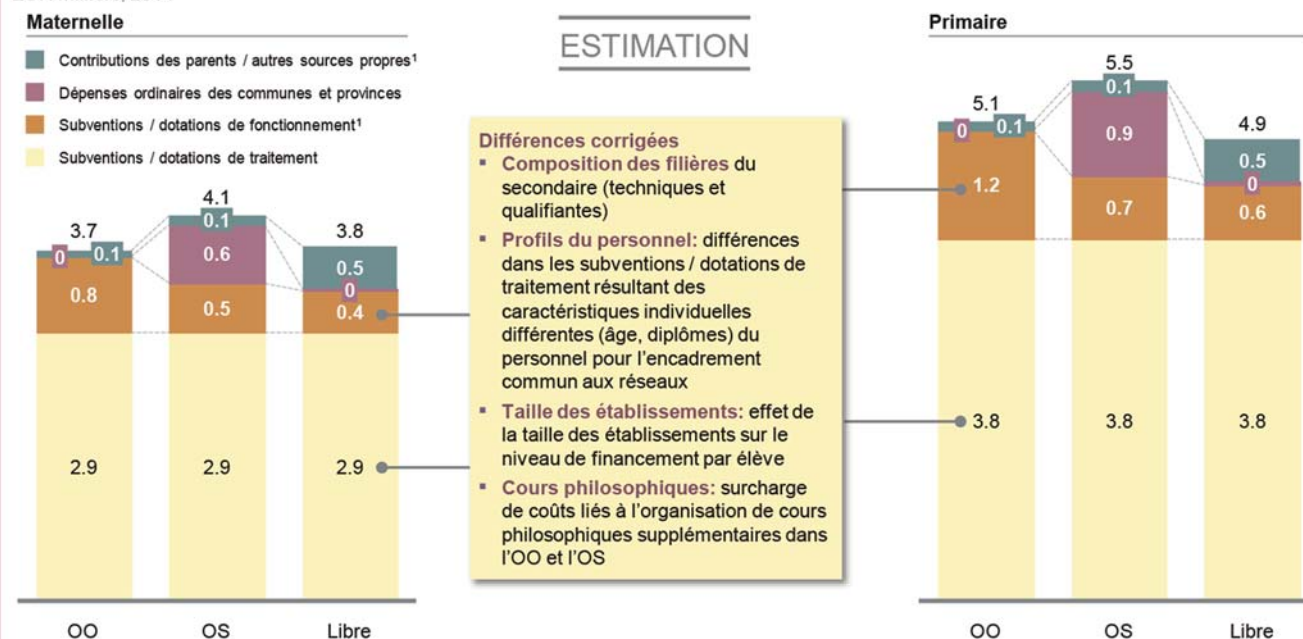 Maternelle
Contributions des parents / autres sources propres¹
Dépenses ordinaires des communes et provinces
Subventions / dotations de fonctionnement¹
Subventions / dotations de traitement
3.7
0
0.1
0.8
2.9
OO
4.1
0.1
0.6
0.5
2.9
OS
3.8
0.5
0
0.4
2.9
Libre
ESTIMATION
Différences corrigées
▪ Composition des filières du
secondaire (techniques et
qualifiantes)
▪ Profils du personnel: différences
dans les subventions / dotations de
traitement résultant des
caractéristiques individuelles
différentes (âge, diplômes) du
personnel pour l'encadrement
commun aux réseaux
▪ Taille des établissements: effet de
la taille des établissements sur le
niveau de financement par élève
▪ Cours philosophiques: surcharge
de coûts liés à l'organisation de cours
philosophiques supplémentaires dans
l'OO et l'OS
Primaire
5.1
0
0.1
1.2
3.8
OO
5.5
0.1
0.9
0.7
3.8
OS
4.9
0.5
0
0.6
3.8
Libre